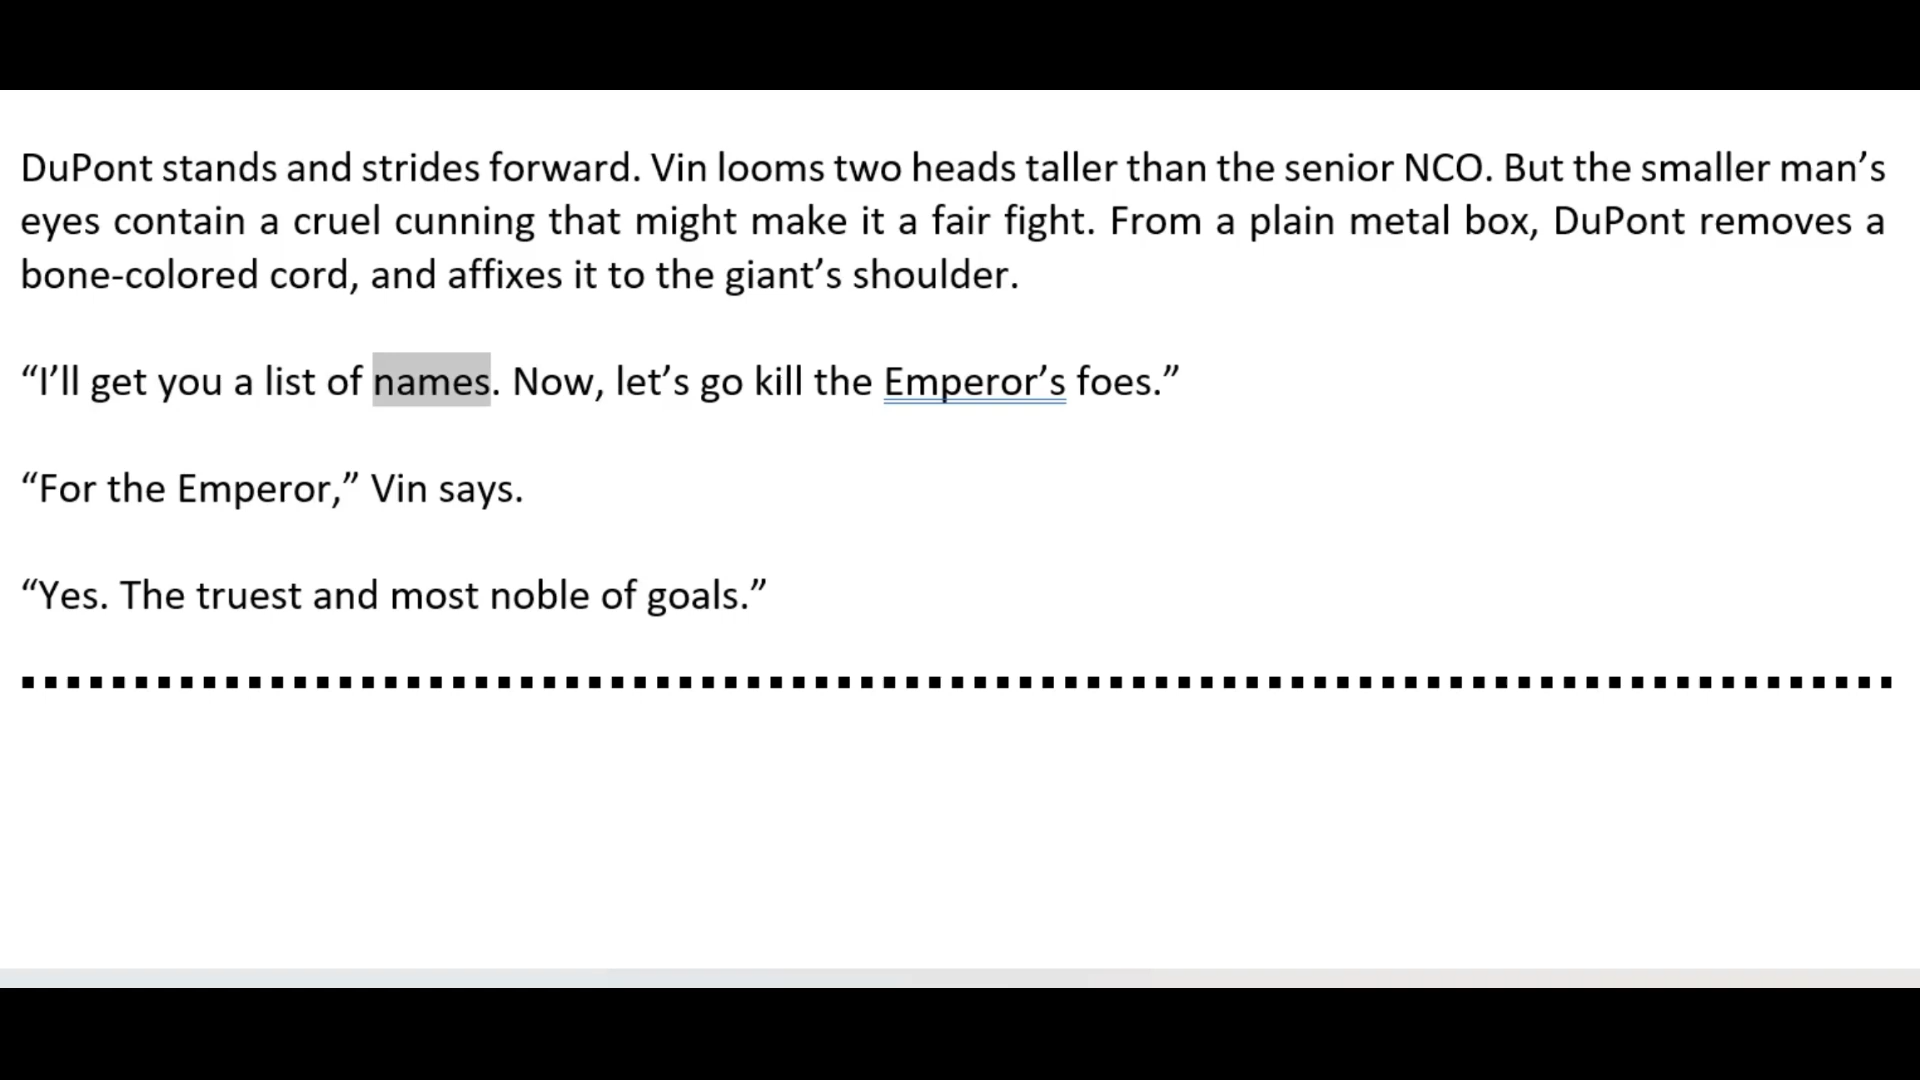 DuPont stands and strides forward. Vin looms two heads taller than the senior NCO. But the smaller man’s
eyes contain a cruel cunning that might make it a fair fight. From a plain metal box, DuPont removes a
bone-colored cord, and affixes it to the giant’s shoulder.
“I’ll get you a list of names. Now, let’s go kill the Emperor’s foes.”
“For the Emperor,” Vin says.
“Yes. The truest and most noble of goals.”